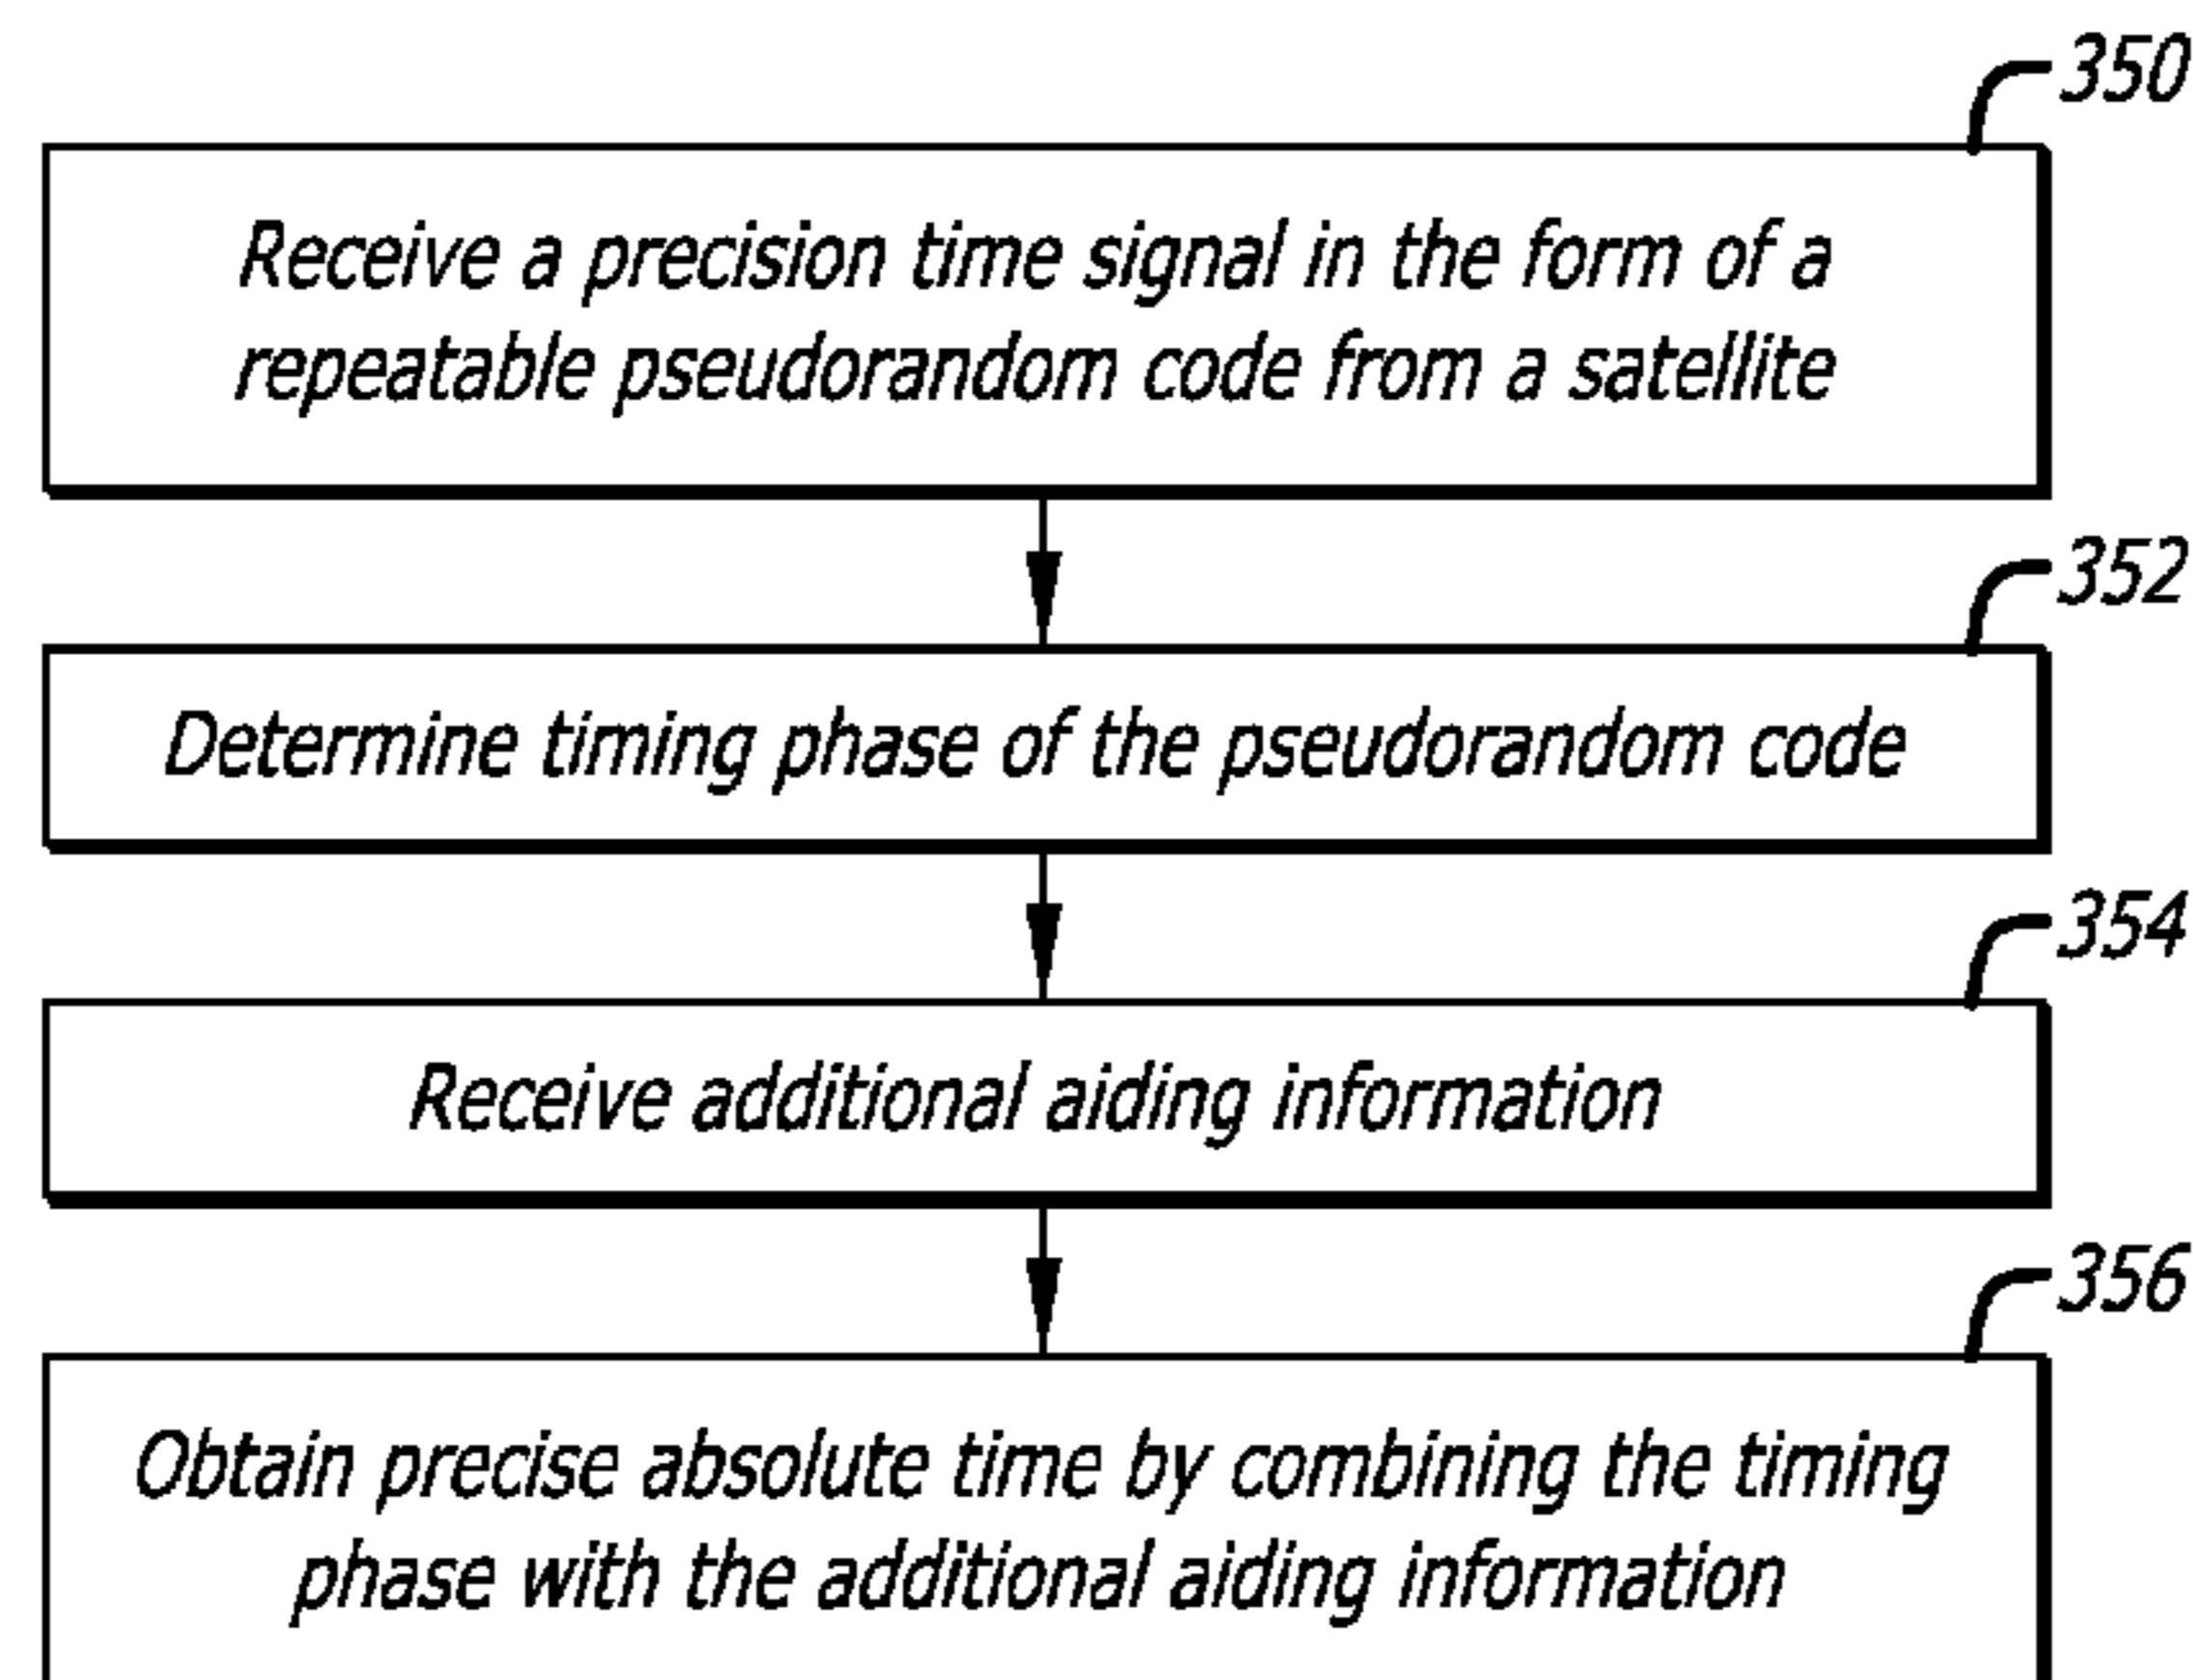 350
Receive a precision time signal in the form of a
repeatable pseudorandom code from a satellite
352
Determine timing phase of the pseudorandom code
354
Receive additional aiding information
356
Obtain precise absolute time by combining the timing
phase with the additional aiding information